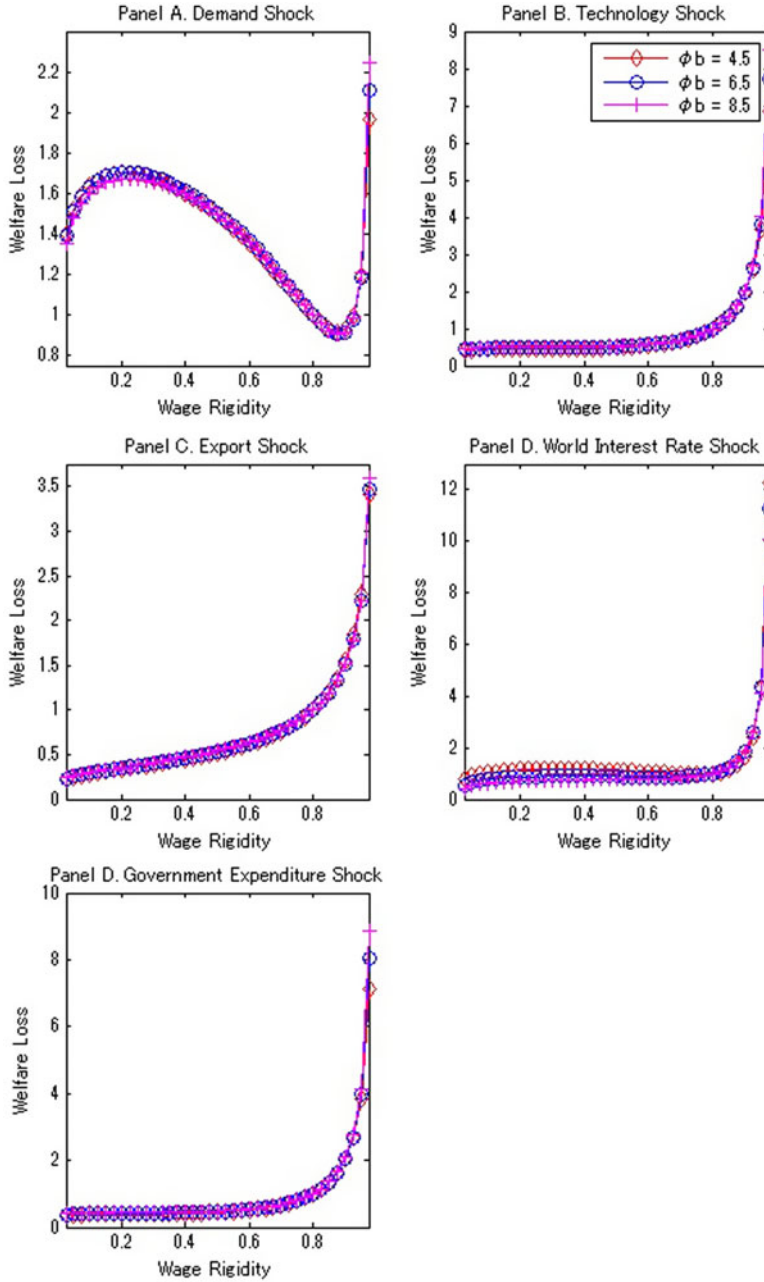 Panel A. Demand Shock
2.2
2
1.8
1.6
1.4
1.2
1
0.8
Welfare Loss
0.2 0.4 0.6 0.8
Wage Rigidity
Panel B. Technology Shock
9
8
7
6
5
4
3
2
1
0
Welfare Loss
ϕb = 4.5
ϕb = 6.5
ϕb = 8.5
0.2 0.4 0.6 0.8
Wage Rigidity
Panel C. Export Shock
3.5
3
2.5
2
1.5
1
0.5
0
Welfare Loss
0.2 0.4 0.6 0.8
Wage Rigidity
Panel D. World Interest Rate Shock
12
10
8
6
4
2
0
Welfare Loss
0.2 0.4 0.6 0.8
Wage Rigidity
Panel D. Government Expenditure Shock
10
8
6
4
2
0
Welfare Loss
0.2 0.4 0.6 0.8
Wage Rigidity